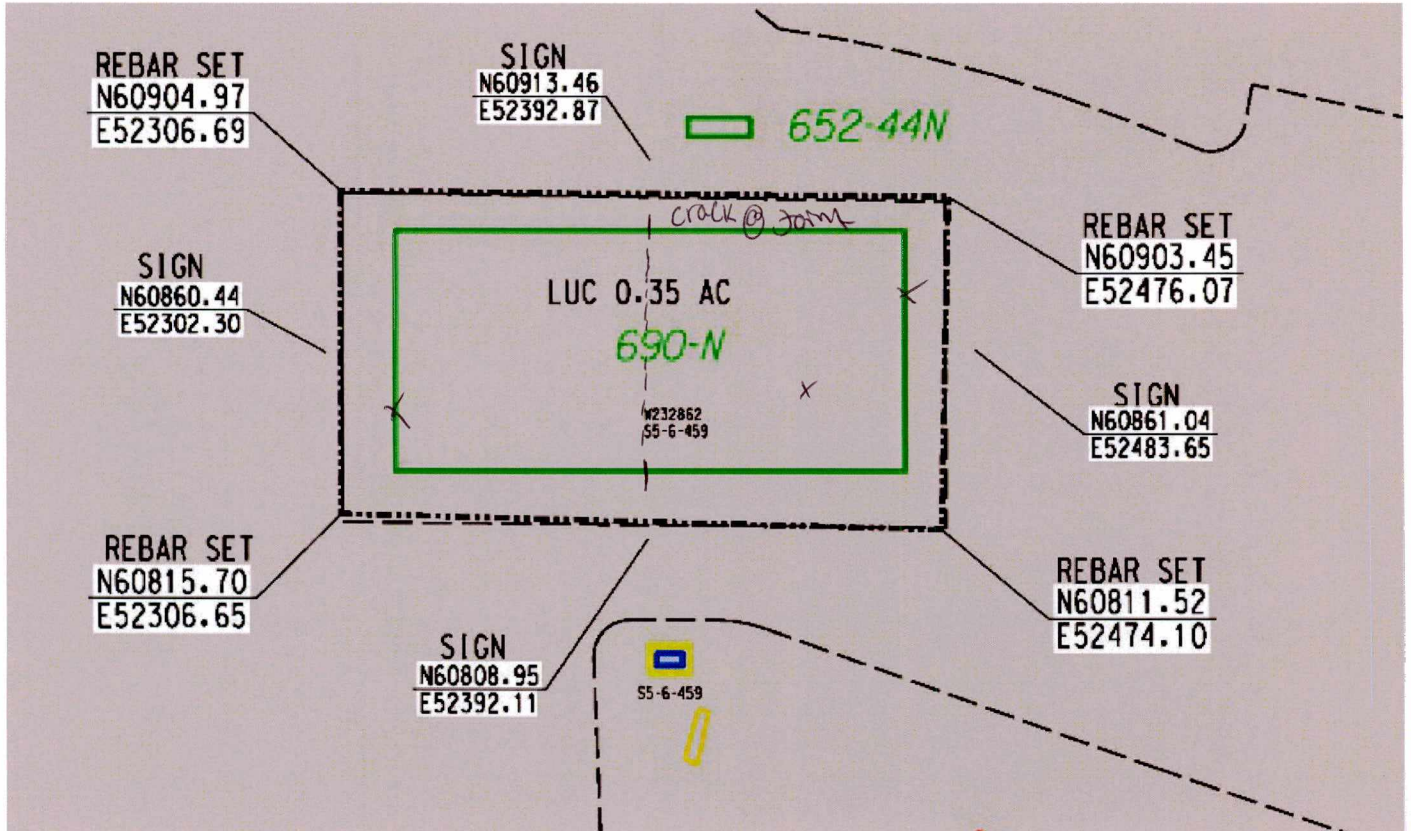 REBAR SET
N60904.97
E52306.69
SIGN
N60913.46
E52392.87
652-44N
crack @ Joint
REBAR SET
N60903.45
E52476.07
SIGN
N60860.44
E52302.30
LUC 0.35 AC
690-N
W232862
S5-6-459
SIGN
N60861.04
E52483.65
REBAR SET
N60815.70
E52306.65
REBAR SET
N60811.52
E52474.10
SIGN
N60808.95
E52392.11
S5-6-459